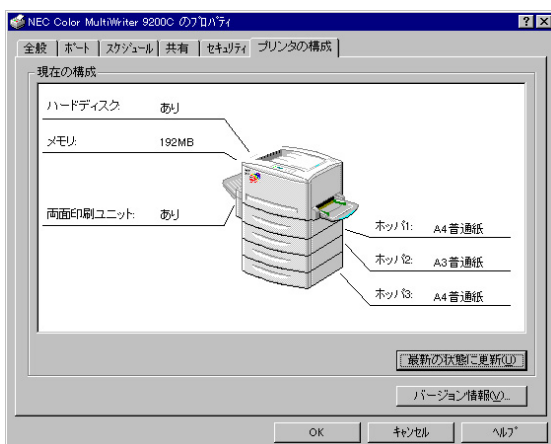 NEC Color MultiWriter 9200C のプロパティ
全般 ポート スケジュール 共有 セキュリティ プリンタの構成
現在の構成
ハードディスク: あり
メモリ: 192MB
両面印刷ユニット: あり
ホッパ1: A4普通紙
ホッパ2: A3普通紙
ホッパ3: A4普通紙
最新の状態に更新(U)
バージョン情報(V)...
OK キャンセル ヘルプ